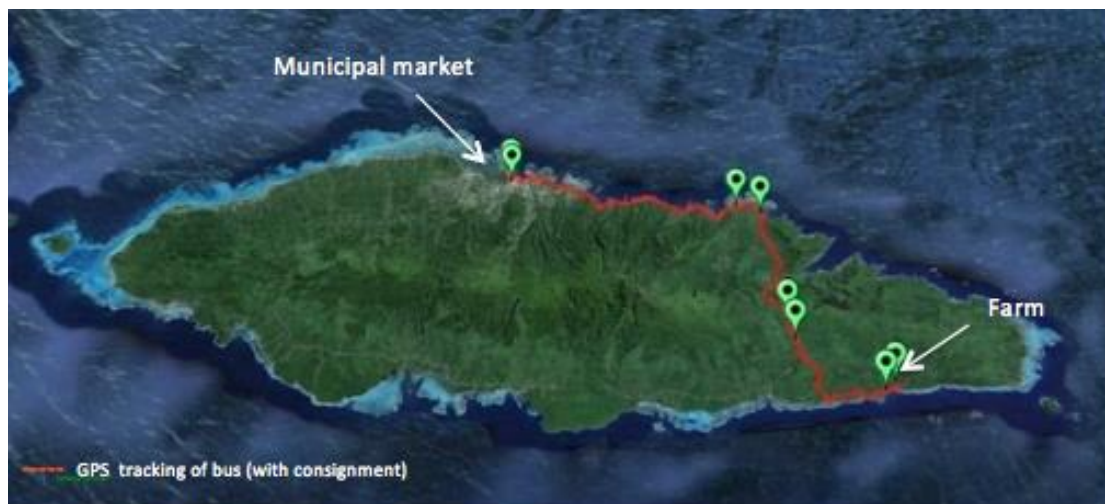 Municipal market
Farm
GPS tracking of bus (with consignment)